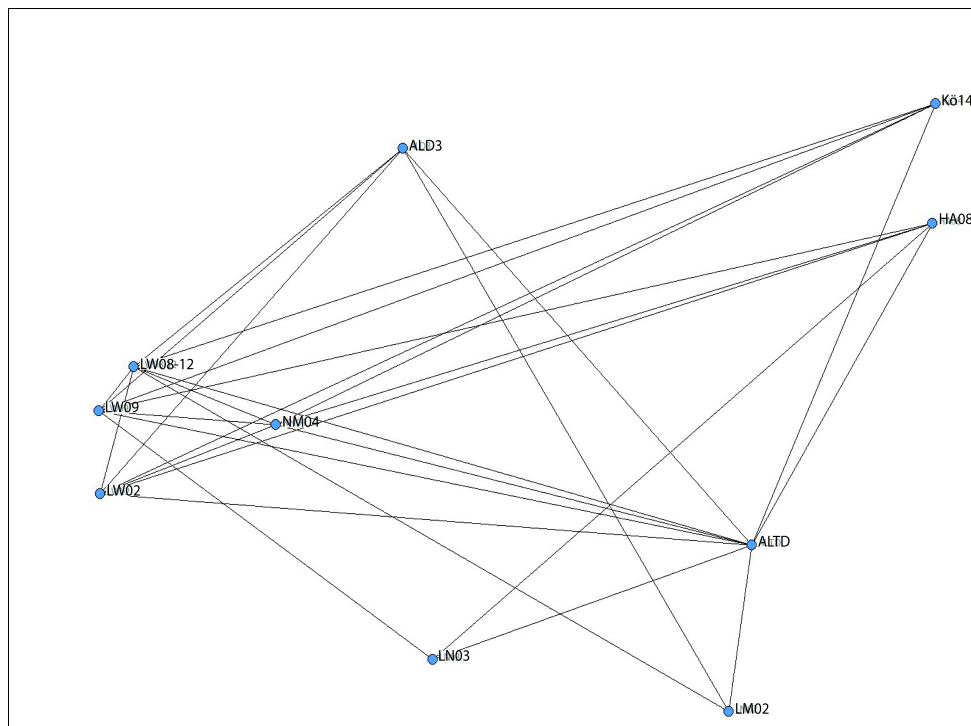 Kö14
ALD3
HA08
LW08-12
LW09
NM04
LW02
ALTD
LN03
LM02